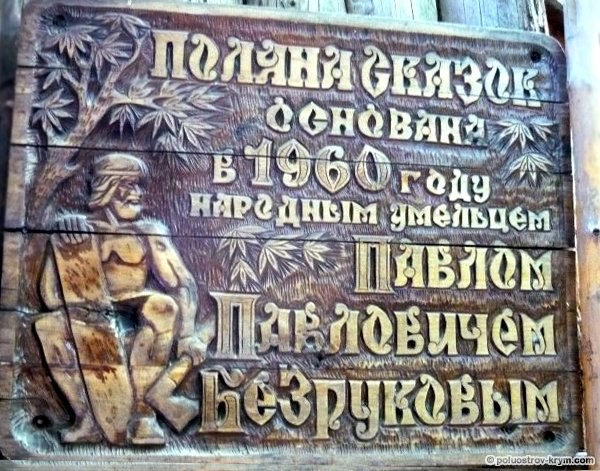 ПОЛЯНА СКАЗОК
ОСНОВАНА
В 1960 ГОДУ
НАРОДНЫМ УМЕЛЬЦЕМ
ПАВЛОМ
ПАВЛОВИЧЕМ
БЕЗРУКОВЫМ
© poluostrov-krym.com